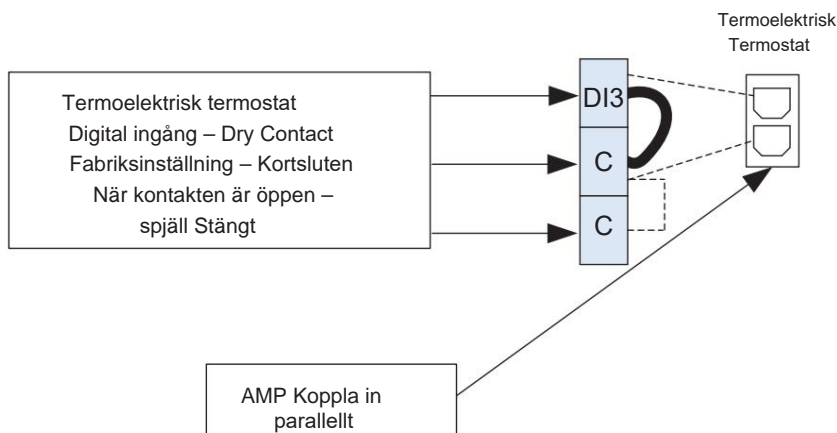 Termoelektrisk
Termostat
Termoelektrisk termostat
Digital ingång – Dry Contact
Fabriksinställning – Kortsluten
När kontakten är öppen –
spjäll Stängt
DI3
C
C
AMP Koppla in
parallellt